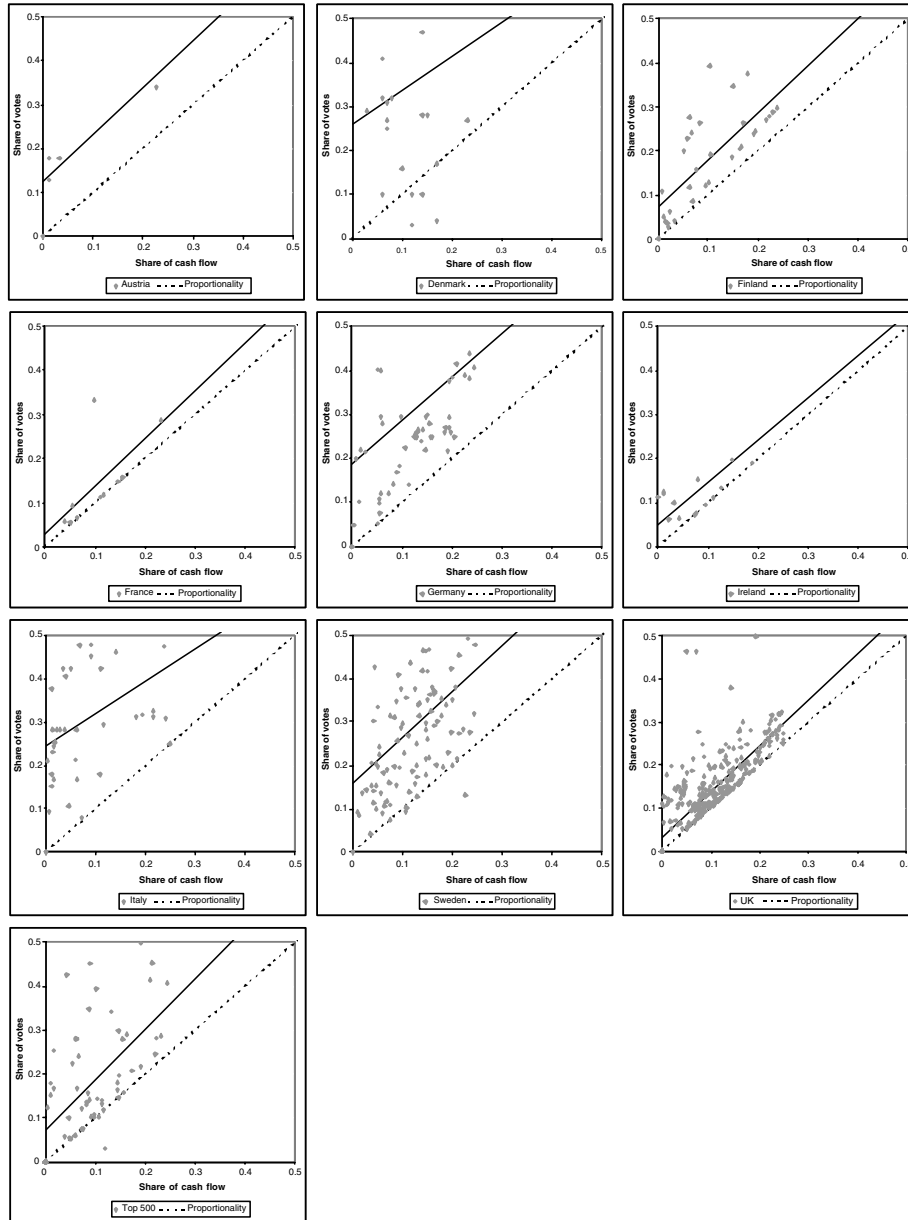 0.5
0.4
0.3
0.2
0.1
0
Share of votes
0 0.1 0.2 0.3 0.4 0.5
Share of cash flow
Austria Proportionality
0.5
0.4
0.3
0.2
0.1
0
Share of votes
0 0.1 0.2 0.3 0.4 0.5
Share of cash flow
Denmark Proportionality
0.5
0.4
0.3
0.2
0.1
0
Share of votes
0 0.1 0.2 0.3 0.4 0.5
Share of cash flow
Finland Proportionality
0.5
0.4
0.3
0.2
0.1
0
Share of votes
0 0.1 0.2 0.3 0.4 0.5
Share of cash flow
France Proportionality
0.5
0.4
0.3
0.2
0.1
0
Share of votes
0 0.1 0.2 0.3 0.4 0.5
Share of cash flow
Germany Proportionality
0.5
0.4
0.3
0.2
0.1
0
Share of votes
0 0.1 0.2 0.3 0.4 0.5
Share of cash flow
Ireland Proportionality
0.5
0.4
0.3
0.2
0.1
0
Share of votes
0 0.1 0.2 0.3 0.4 0.5
Share of cash flow
Italy Proportionality
0.5
0.4
0.3
0.2
0.1
0
Share of votes
0 0.1 0.2 0.3 0.4 0.5
Share of cash flow
Sweden Proportionality
0.5
0.4
0.3
0.2
0.1
0
Share of votes
0 0.1 0.2 0.3 0.4 0.5
Share of cash flow
UK Proportionality
0.5
0.4
0.3
0.2
0.1
0
Share of votes
0 0.1 0.2 0.3 0.4 0.5
Share of cash flow
Top 500 Proportionality